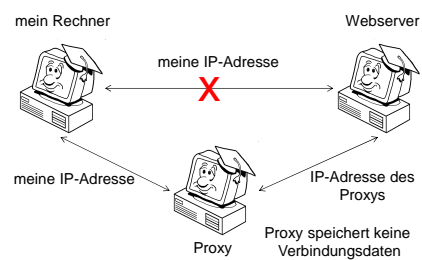 mein Rechner
Webserver
meine IP-Adresse
X
meine IP-Adresse
IP-Adresse des
Proxys
Proxy
Proxy speichert keine
Verbindungsdaten